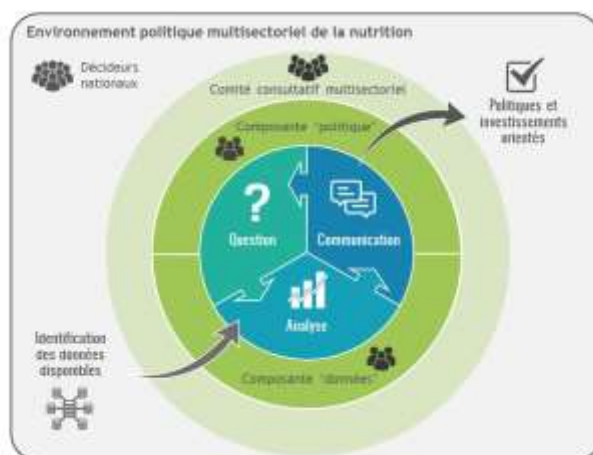 Environnement politique multisectoriel de la nutrition
Décideurs
nationaux
Comité consultatif multisectoriel
Composante "politique"
Politiques et
investissements
orientés
?
Question
Communication
Analyse
Identification
des données
disponibles
Composante "données"